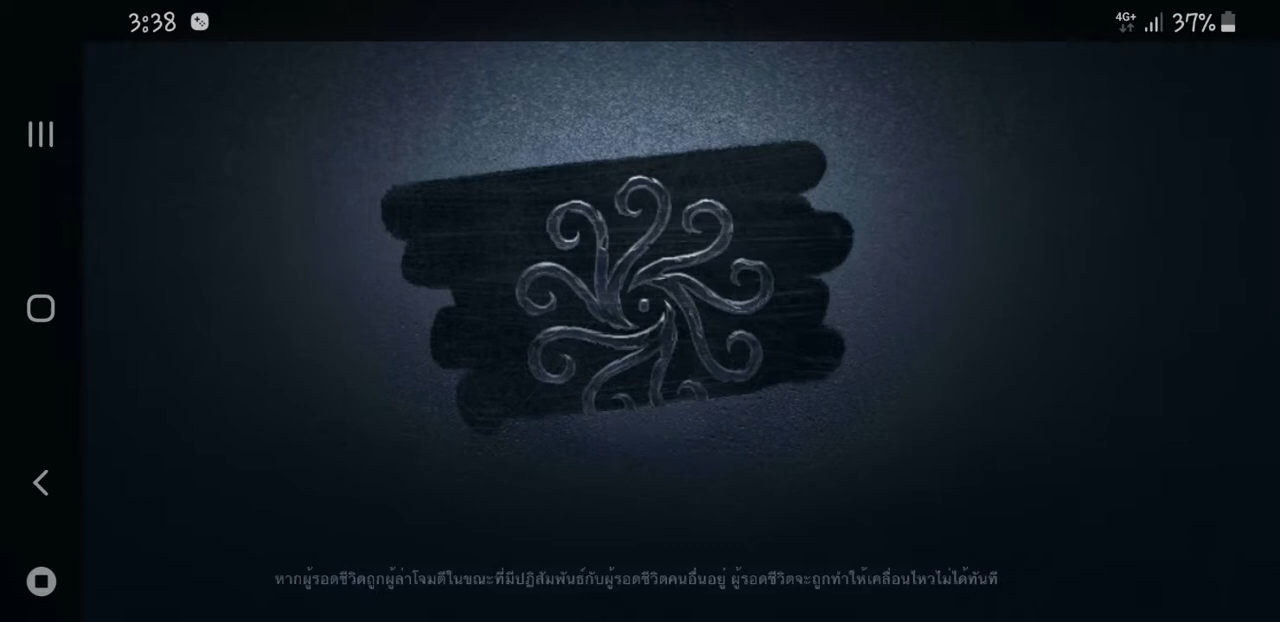 3:38
4G+ 37%
หากผู้รอดชีวิตถูกผู้ล่าโจมตีในขณะที่มีปฏิสัมพันธ์กับผู้รอดชีวิตคนอื่นอยู่ ผู้รอดชีวิตจะถูกทำให้เคลื่อนไหวไม่ได้ทันที